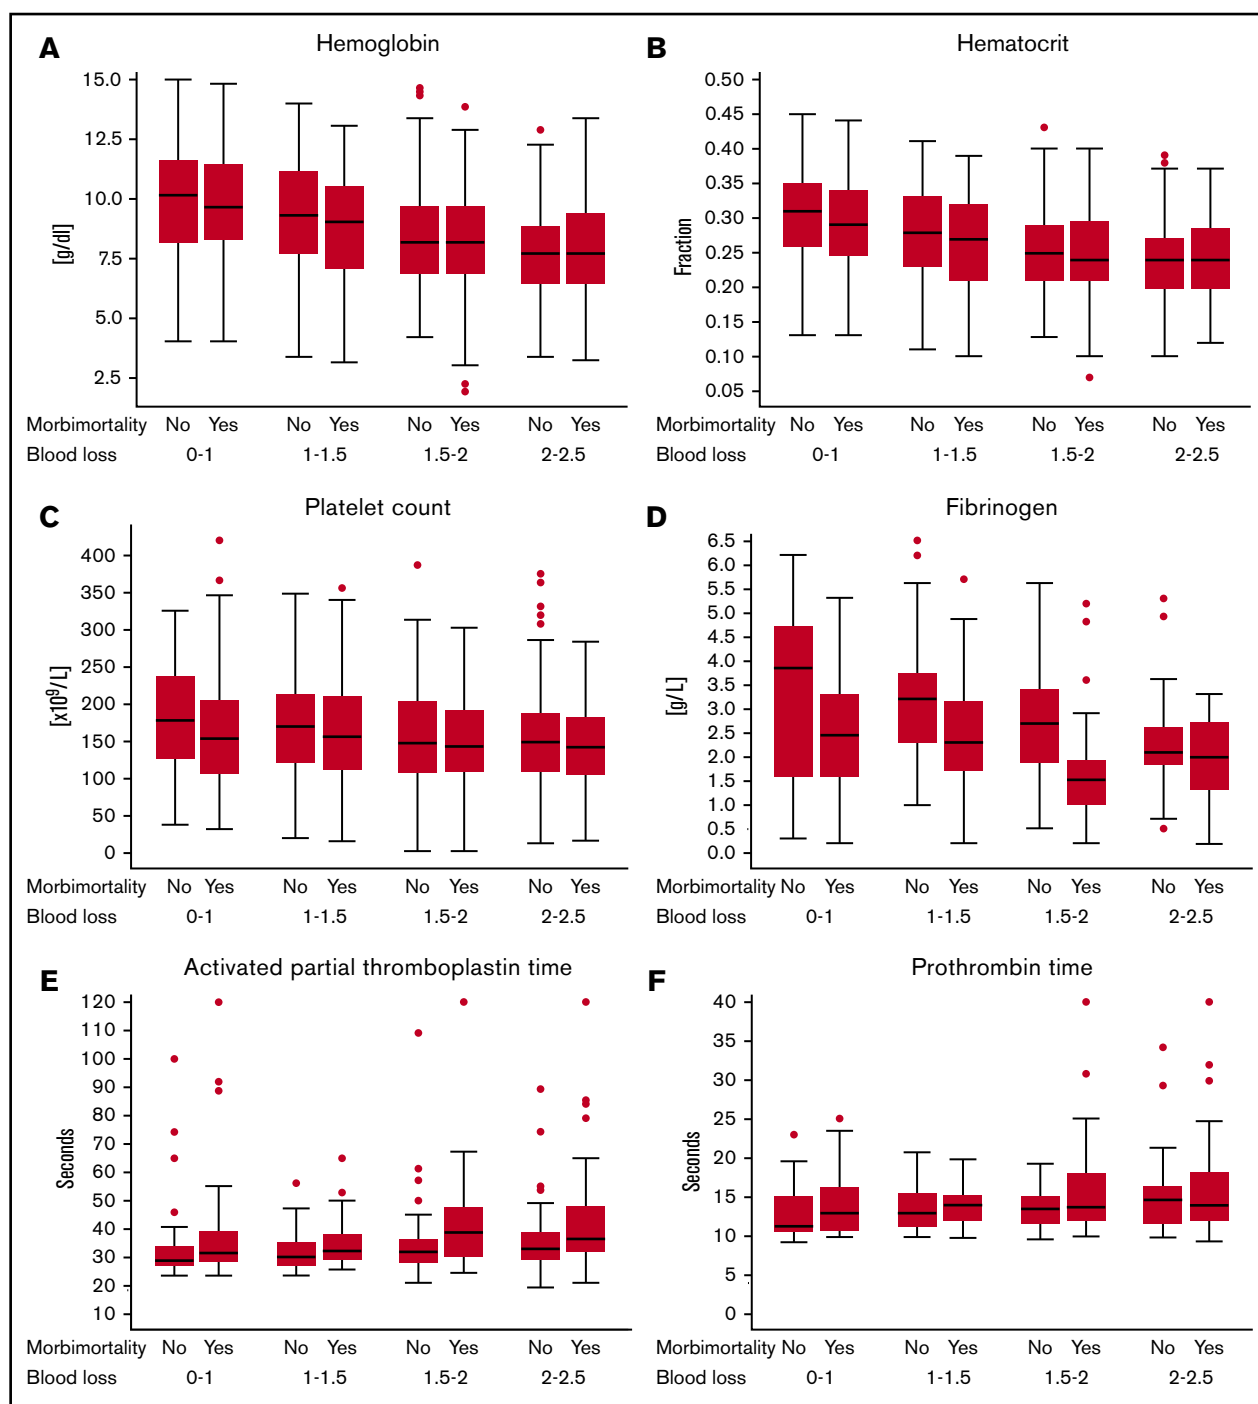 A Hemoglobin
15.0
12.5
10.0
7.5
5.0
2.5
[g/dl]
Morbimortality No Yes No Yes No Yes No Yes
Blood loss 0-1 1-1.5 1.5-2 2-2.5
B Hematocrit
0.50
0.45
0.40
0.35
0.30
0.25
0.20
0.15
0.10
0.05
Fraction
Morbimortality No Yes No Yes No Yes No Yes
Blood loss 0-1 1-1.5 1.5-2 2-2.5
C Platelet count
400
350
300
250
200
150
100
50
0
[x10⁹/L]
Morbimortality No Yes No Yes No Yes No Yes
Blood loss 0-1 1-1.5 1.5-2 2-2.5
D Fibrinogen
6.5
6.0
5.5
5.0
4.5
4.0
3.5
3.0
2.5
2.0
1.5
1.0
0.5
0.0
[g/L]
Morbimortality No Yes No Yes No Yes No Yes
Blood loss 0-1 1-1.5 1.5-2 2-2.5
E Activated partial thromboplastin time
120
110
100
90
80
70
60
50
40
30
20
10
Seconds
Morbimortality No Yes No Yes No Yes No Yes
Blood loss 0-1 1-1.5 1.5-2 2-2.5
F Prothrombin time
40
35
30
25
20
15
10
5
0
Seconds
Morbimortality No Yes No Yes No Yes No Yes
Blood loss 0-1 1-1.5 1.5-2 2-2.5